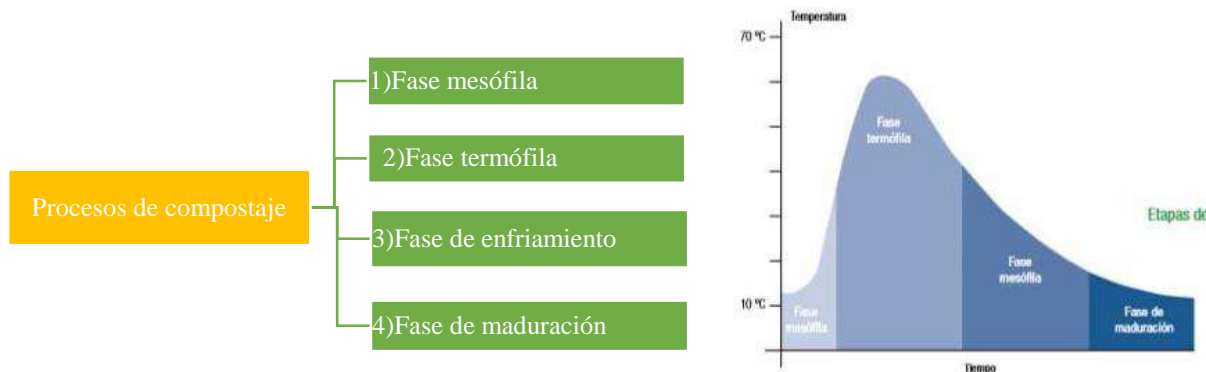 Procesos de compostaje
1)Fase mesófila
2)Fase termófila
3)Fase de enfriamiento
4)Fase de maduración
Temperatura
70 ºC
10 ºC
Fase
mesófila
Fase
termófila
Fase
mesófila
Fase de
maduración
Tiempo
Etapas de